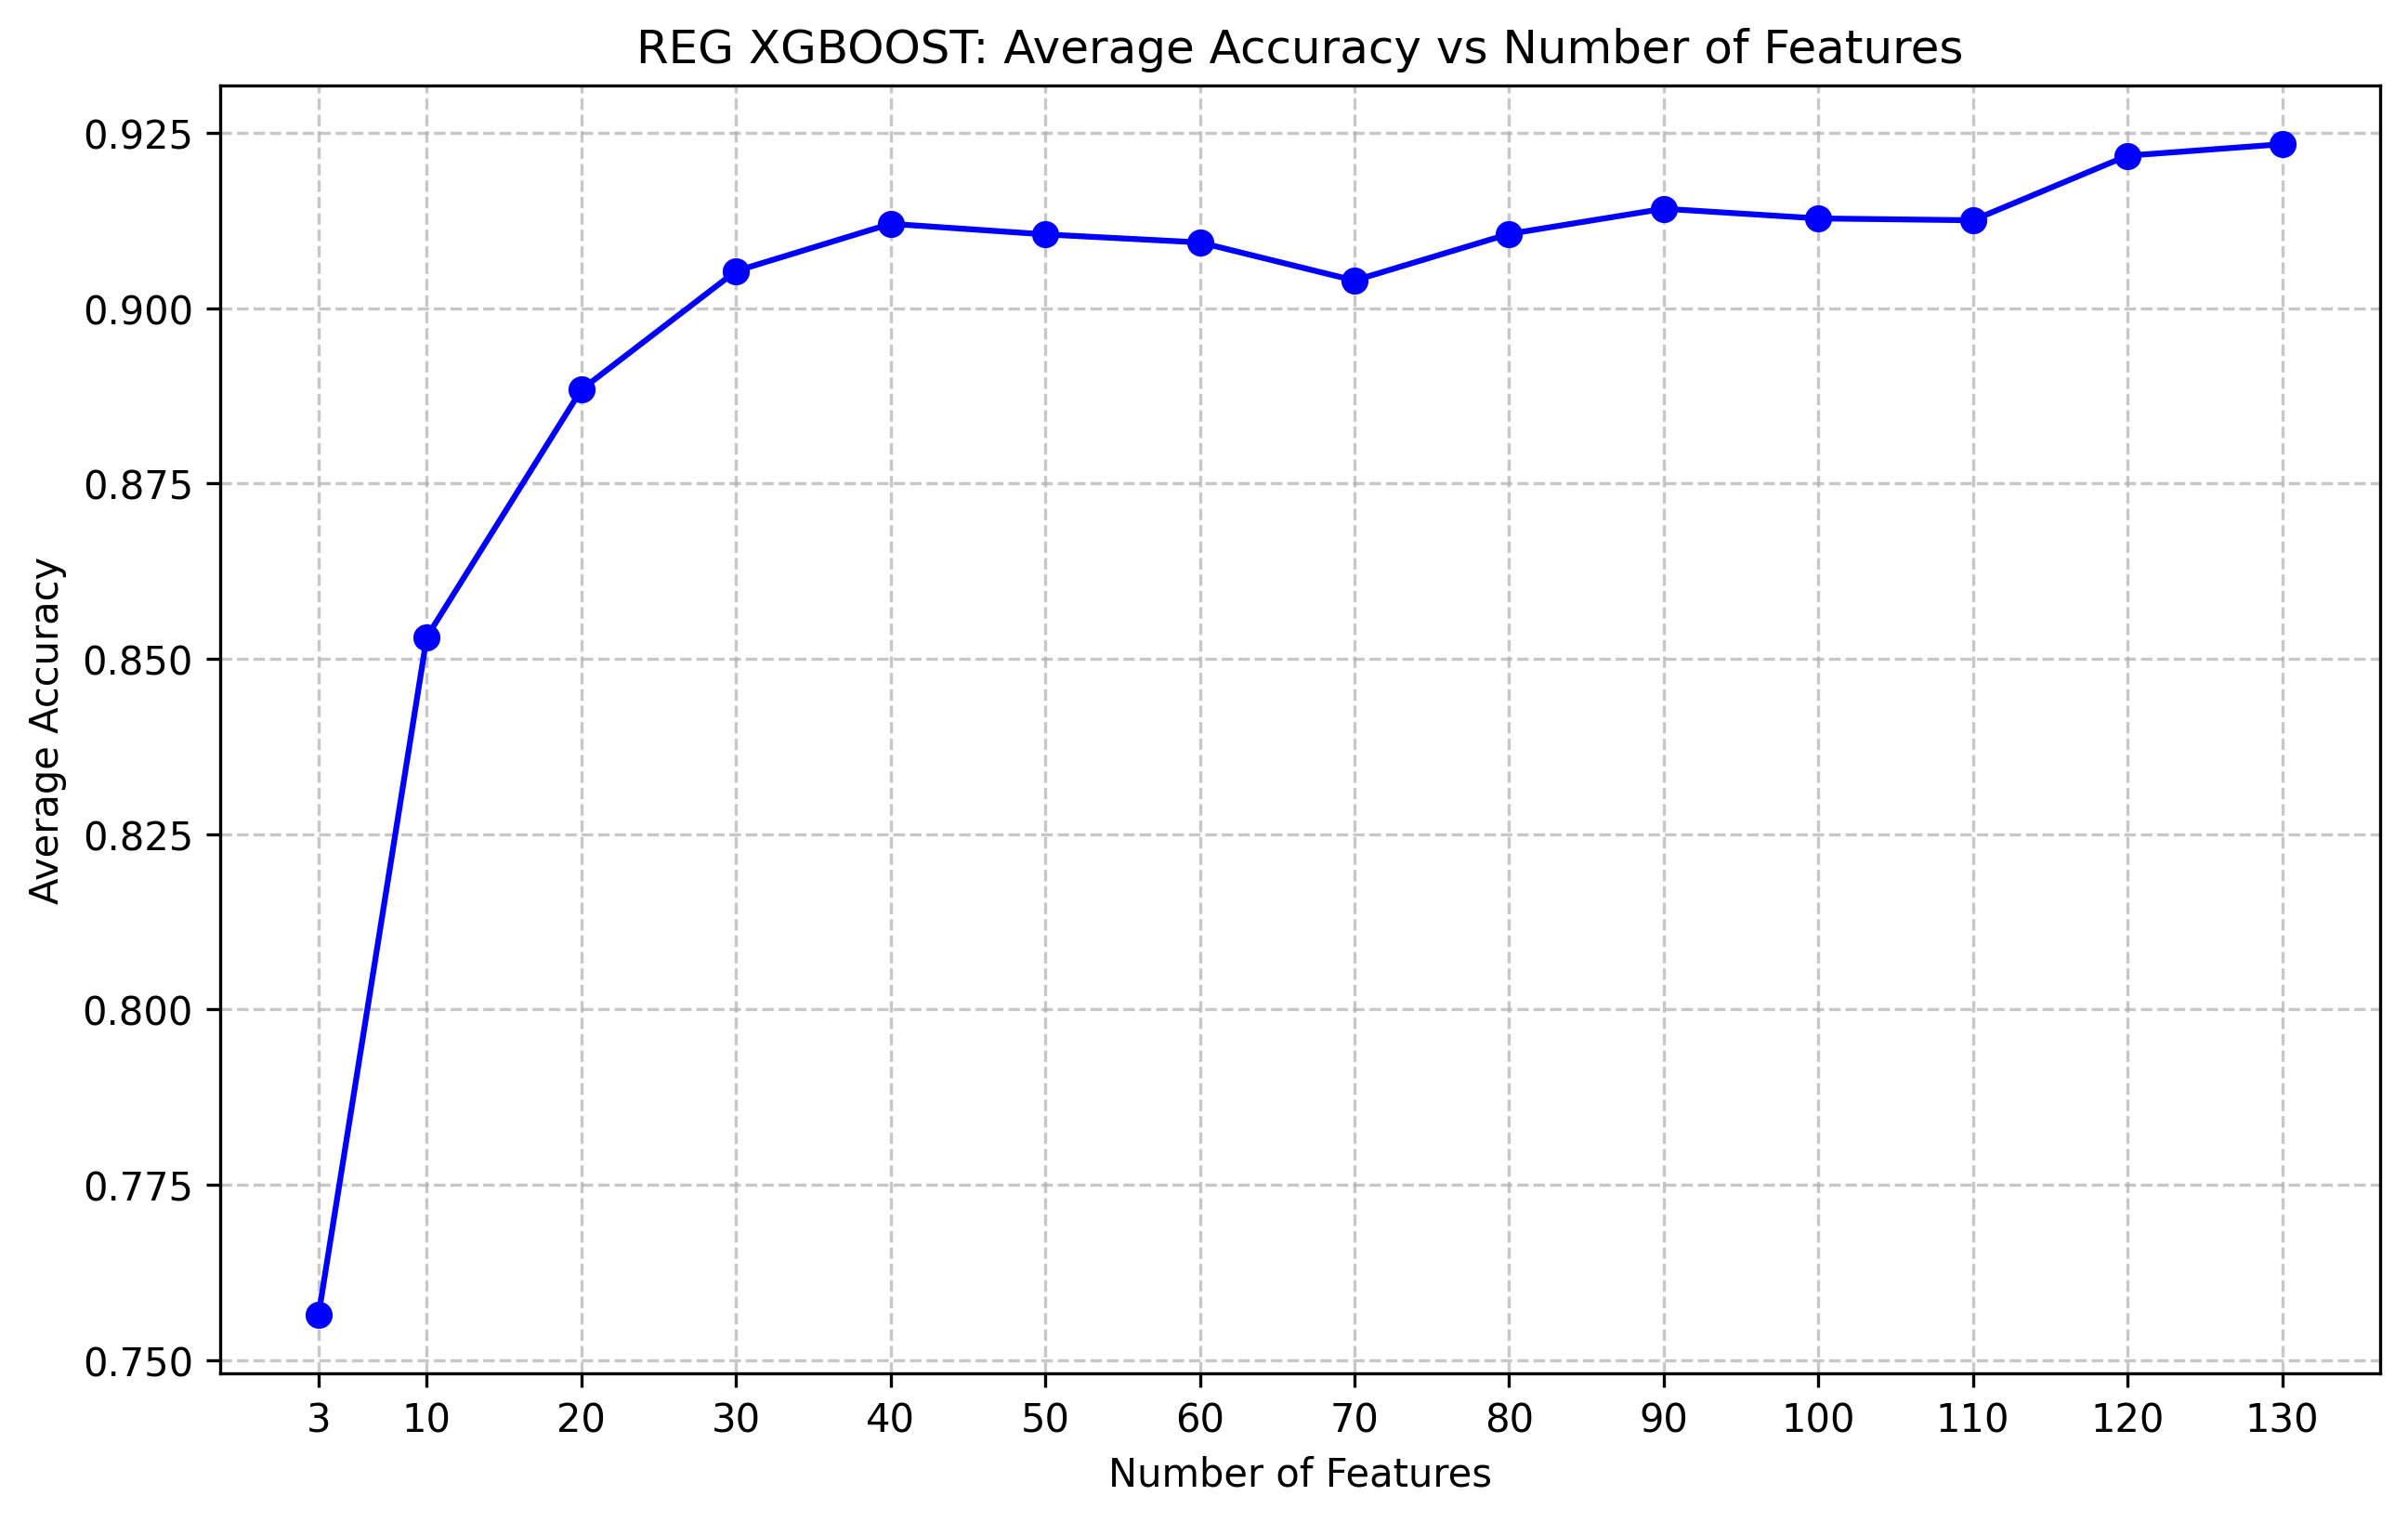 REG XGBOOST: Average Accuracy vs Number of Features
Average Accuracy
0.925
0.900
0.875
0.850
0.825
0.800
0.775
0.750
3 10 20 30 40 50 60 70 80 90 100 110 120 130
Number of Features